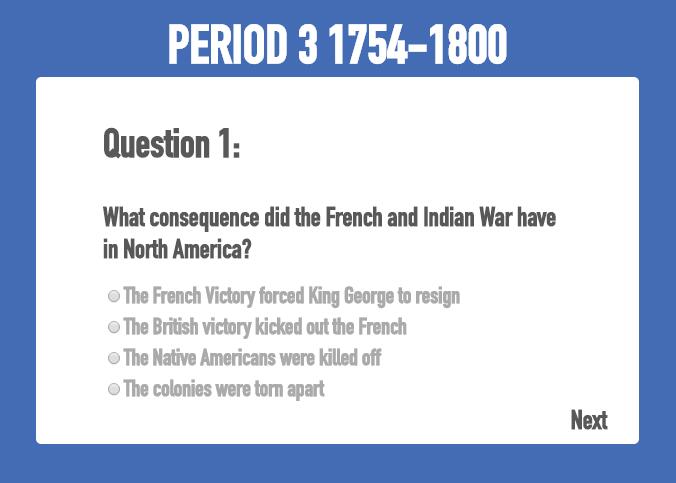 PERIOD 3 1754-1800
Question 1:
What consequence did the French and Indian War have
in North America?
The French Victory forced King George to resign
The British victory kicked out the French
The Native Americans were killed off
The colonies were torn apart
Next